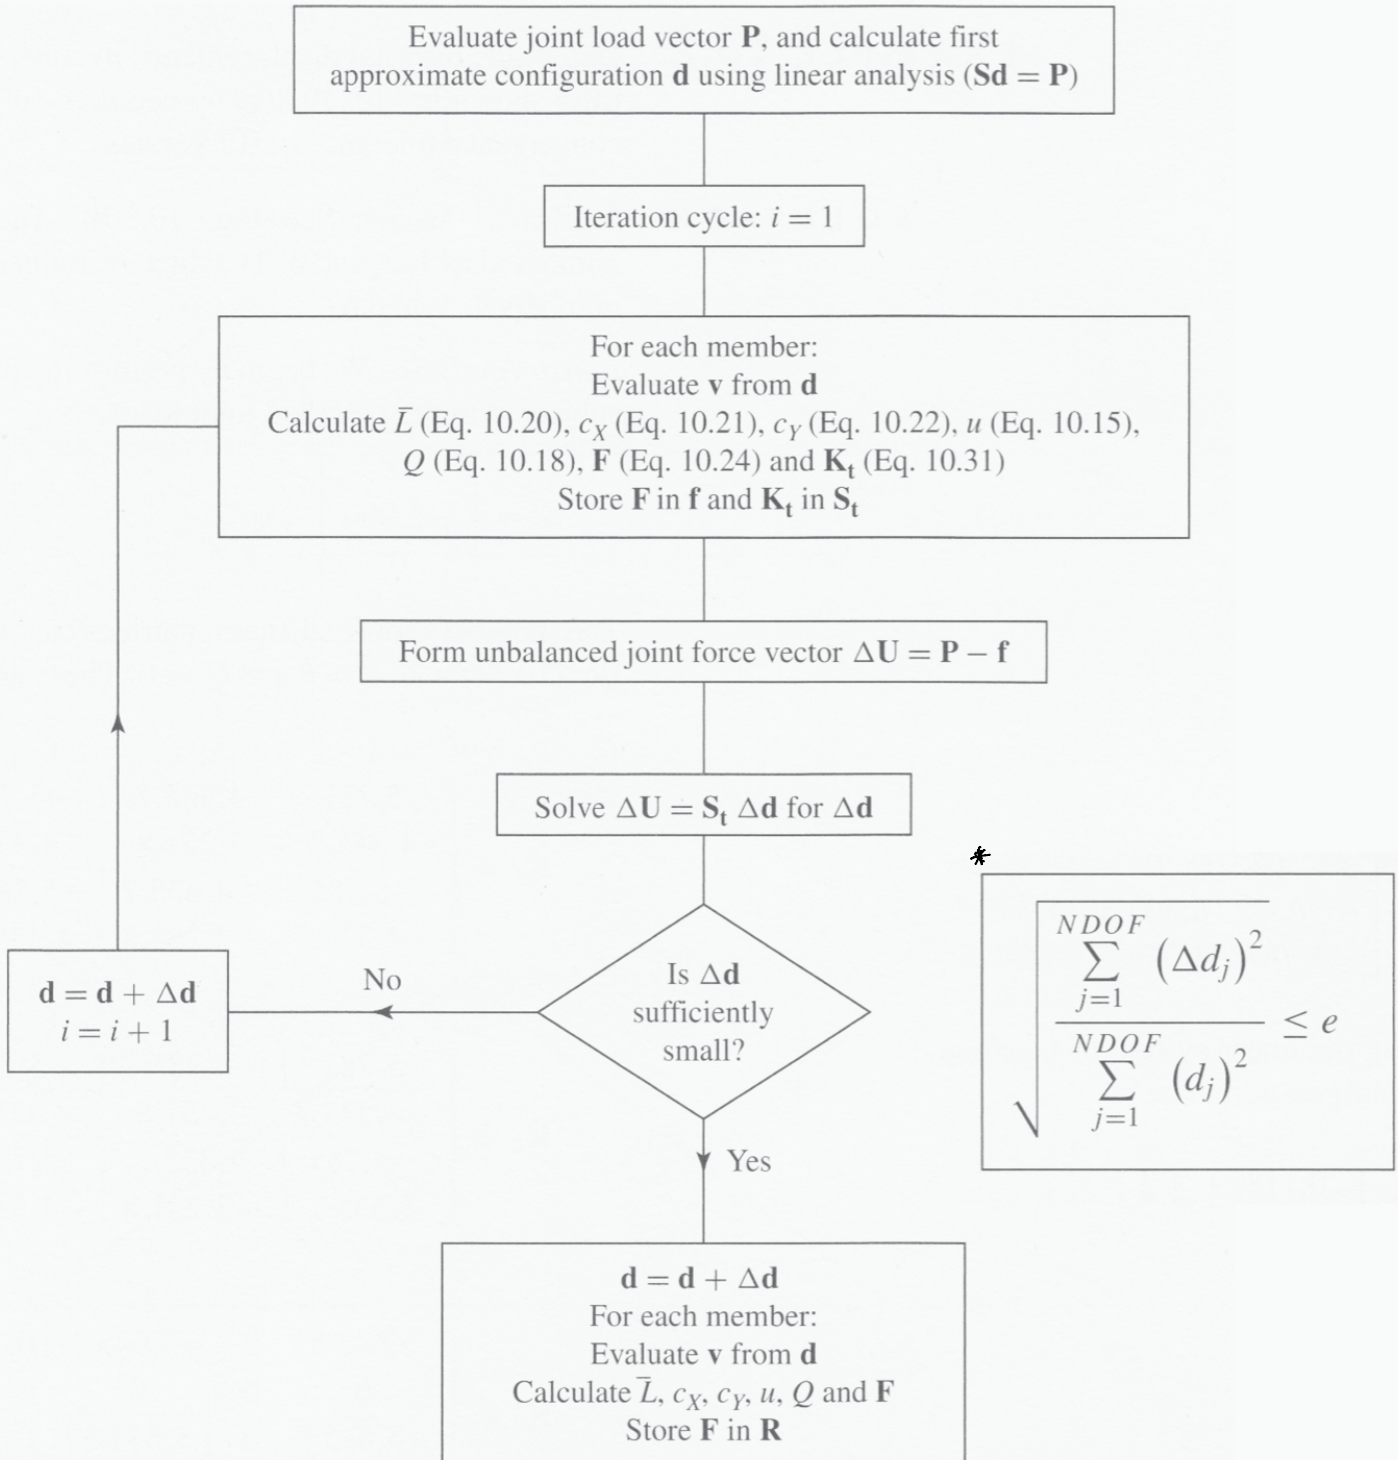 Evaluate joint load vector P, and calculate first
approximate configuration d using linear analysis (Sd = P)
Iteration cycle: i = 1
For each member:
Evaluate v from d
Calculate L̄ (Eq. 10.20), c_X (Eq. 10.21), c_Y (Eq. 10.22), u (Eq. 10.15),
Q (Eq. 10.18), F (Eq. 10.24) and K_t (Eq. 10.31)
Store F in f and K_t in S_t
Form unbalanced joint force vector ΔU = P − f
Solve ΔU = S_t Δd for Δd
Is Δd
sufficiently
small?
No
d = d + Δd
i = i + 1
*
√
NDOF
∑ (Δd_j)²
j=1
NDOF
∑ (d_j)²
j=1
≤ e
Yes
d = d + Δd
For each member:
Evaluate v from d
Calculate L̄, c_X, c_Y, u, Q and F
Store F in R